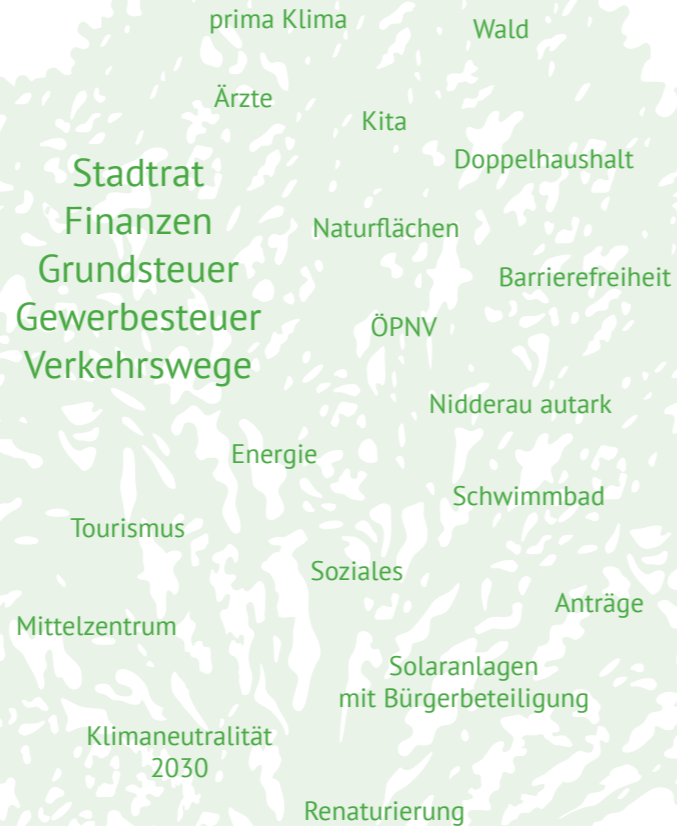 prima Klima
Wald
Ärzte
Kita
Doppelhaushalt
Stadtrat
Finanzen
Grundsteuer
Gewerbesteuer
Verkehrswege
Naturflächen
Barrierefreiheit
ÖPNV
Nidderau autark
Energie
Schwimmbad
Tourismus
Soziales
Anträge
Mittelzentrum
Solaranlagen
mit Bürgerbeteiligung
Klimaneutralität
2030
Renaturierung